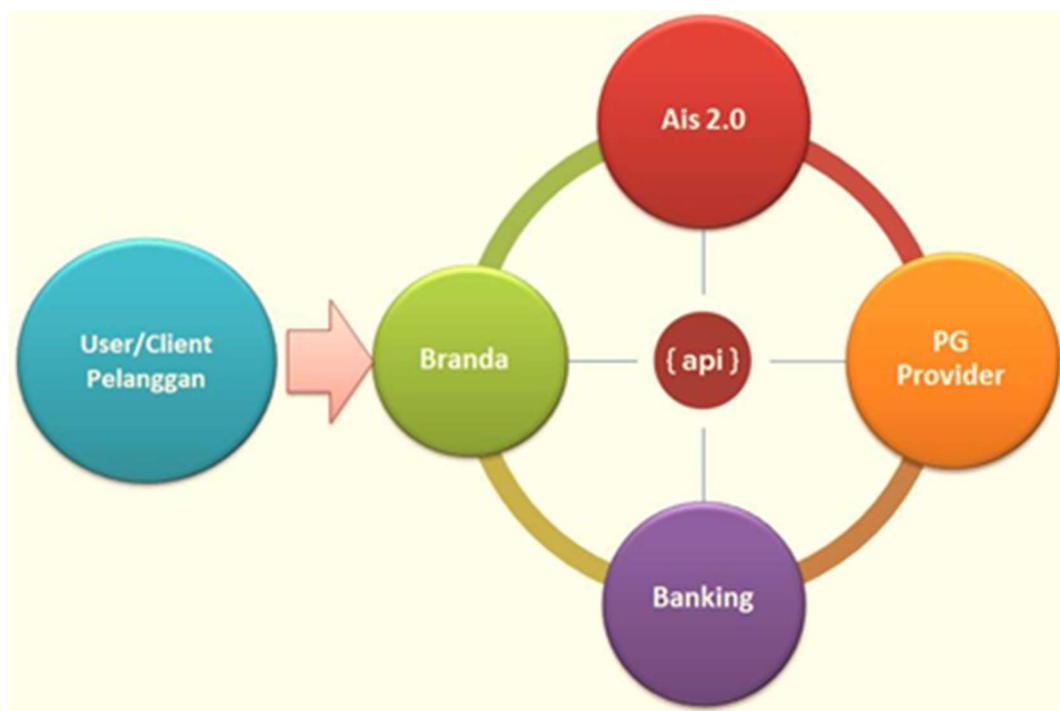 Ais 2.0
User/Client
Pelanggan
Branda
{ api }
PG
Provider
Banking